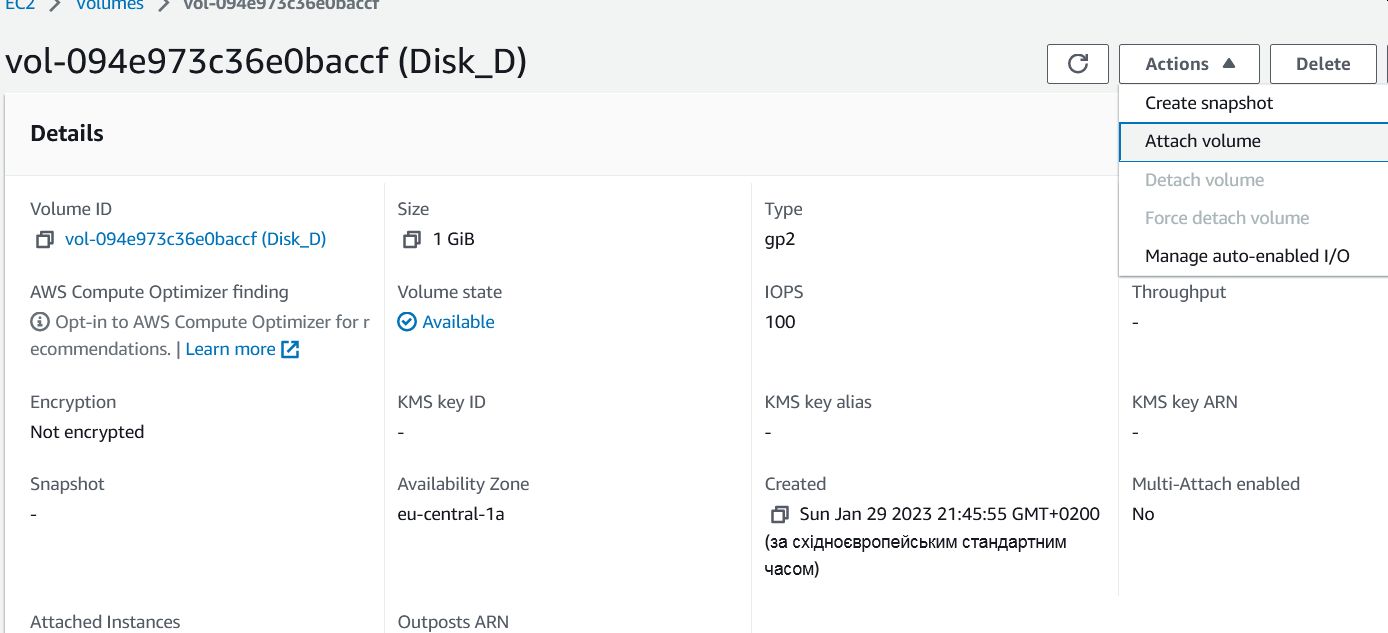 EC2 > Volumes > vol-094e973c36e0baccf
vol-094e973c36e0baccf (Disk_D)
Actions
Delete
Create snapshot
Attach volume
Detach volume
Force detach volume
Manage auto-enabled I/O
Details
Volume ID
vol-094e973c36e0baccf (Disk_D)
Size
1 GiB
Type
gp2
AWS Compute Optimizer finding
Opt-in to AWS Compute Optimizer for r
ecommendations. | Learn more
Volume state
Available
IOPS
100
Throughput
-
Encryption
Not encrypted
KMS key ID
-
KMS key alias
-
KMS key ARN
-
Snapshot
-
Availability Zone
eu-central-1a
Created
Sun Jan 29 2023 21:45:55 GMT+0200
(за східноєвропейським стандартним
часом)
Multi-Attach enabled
No
Attached Instances
Outposts ARN